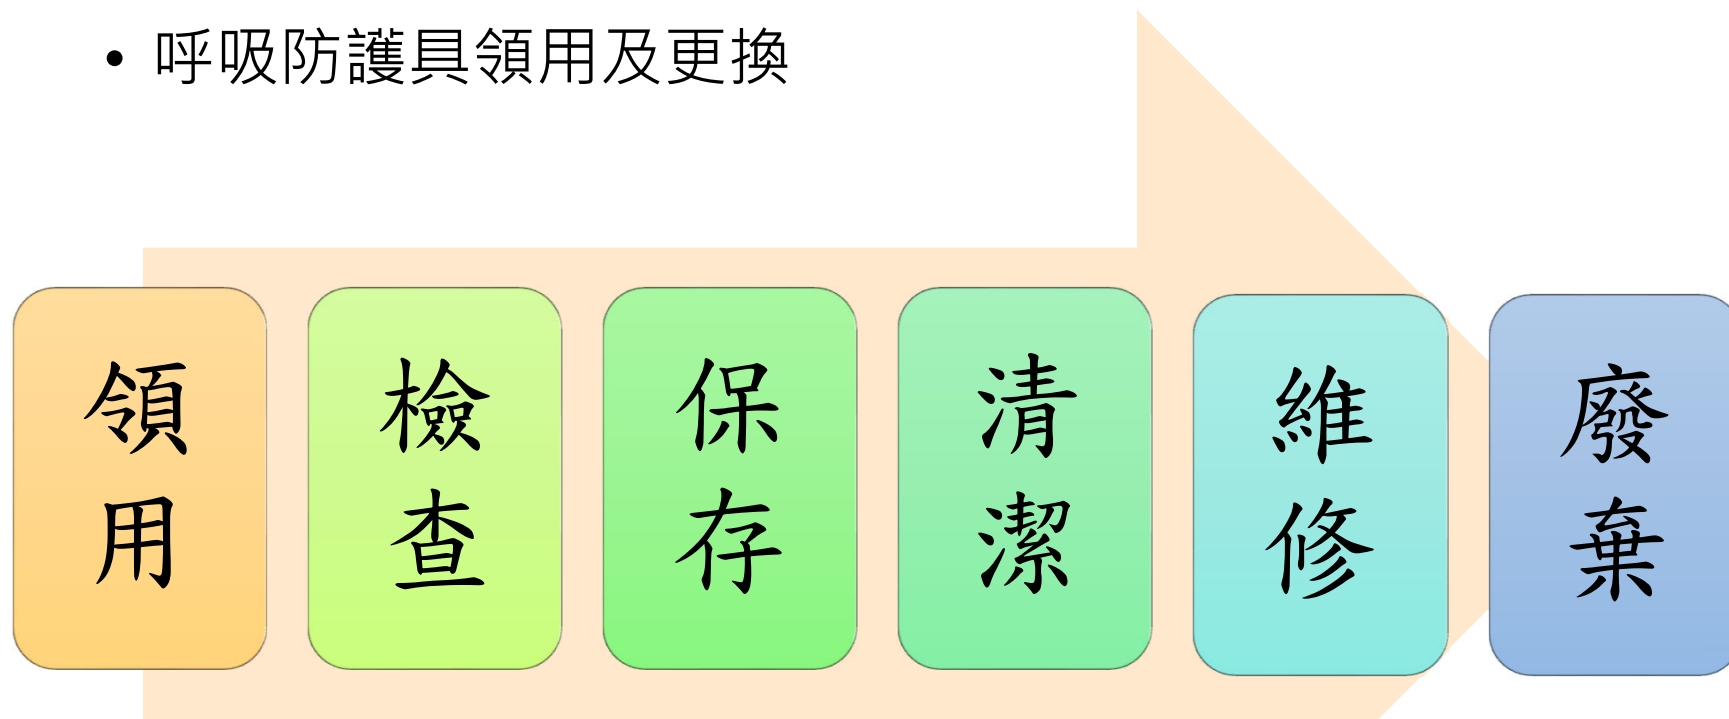 • 呼吸防護具領用及更換
領用
檢查
保存
清潔
維修
廢棄